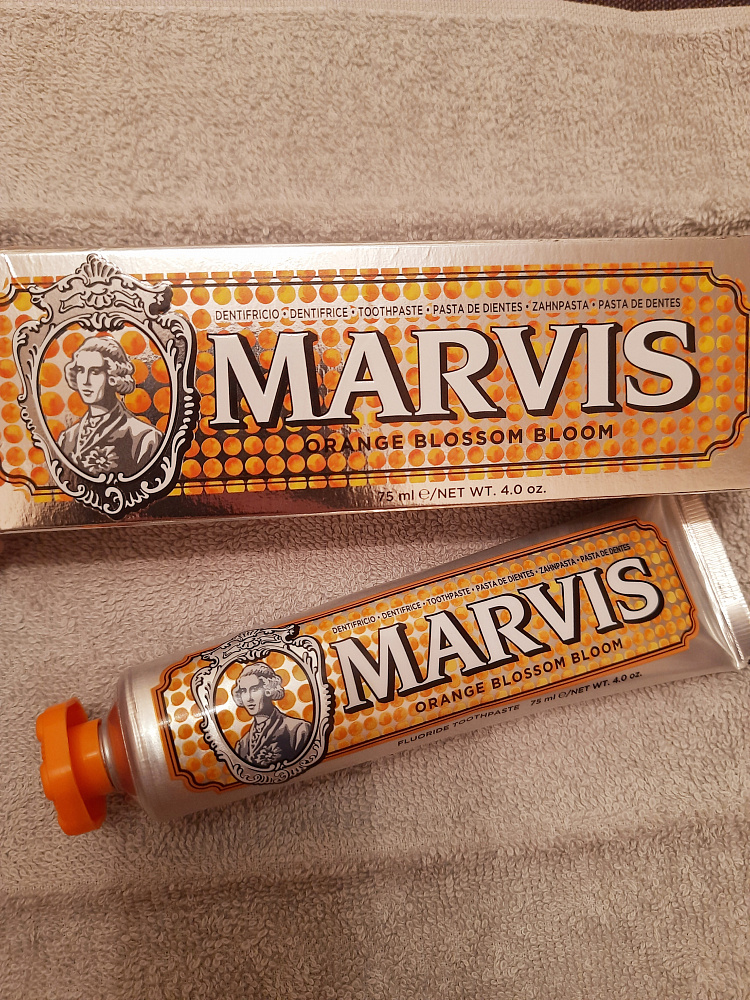 DENTIFRICIO • DENTIFRICE • TOOTHPASTE • PASTA DE DIENTES • ZAHNPASTA • PASTA DE DENTES
MARVIS
ORANGE BLOSSOM BLOOM
75 ml ℮/NET WT. 4.0 oz.
DENTIFRICIO • DENTIFRICE • TOOTHPASTE • PASTA DE DIENTES • ZAHNPASTA • PASTA DE DENTES
MARVIS
ORANGE BLOSSOM BLOOM
FLUORIDE TOOTHPASTE 75 ml ℮/NET WT. 4.0 oz.